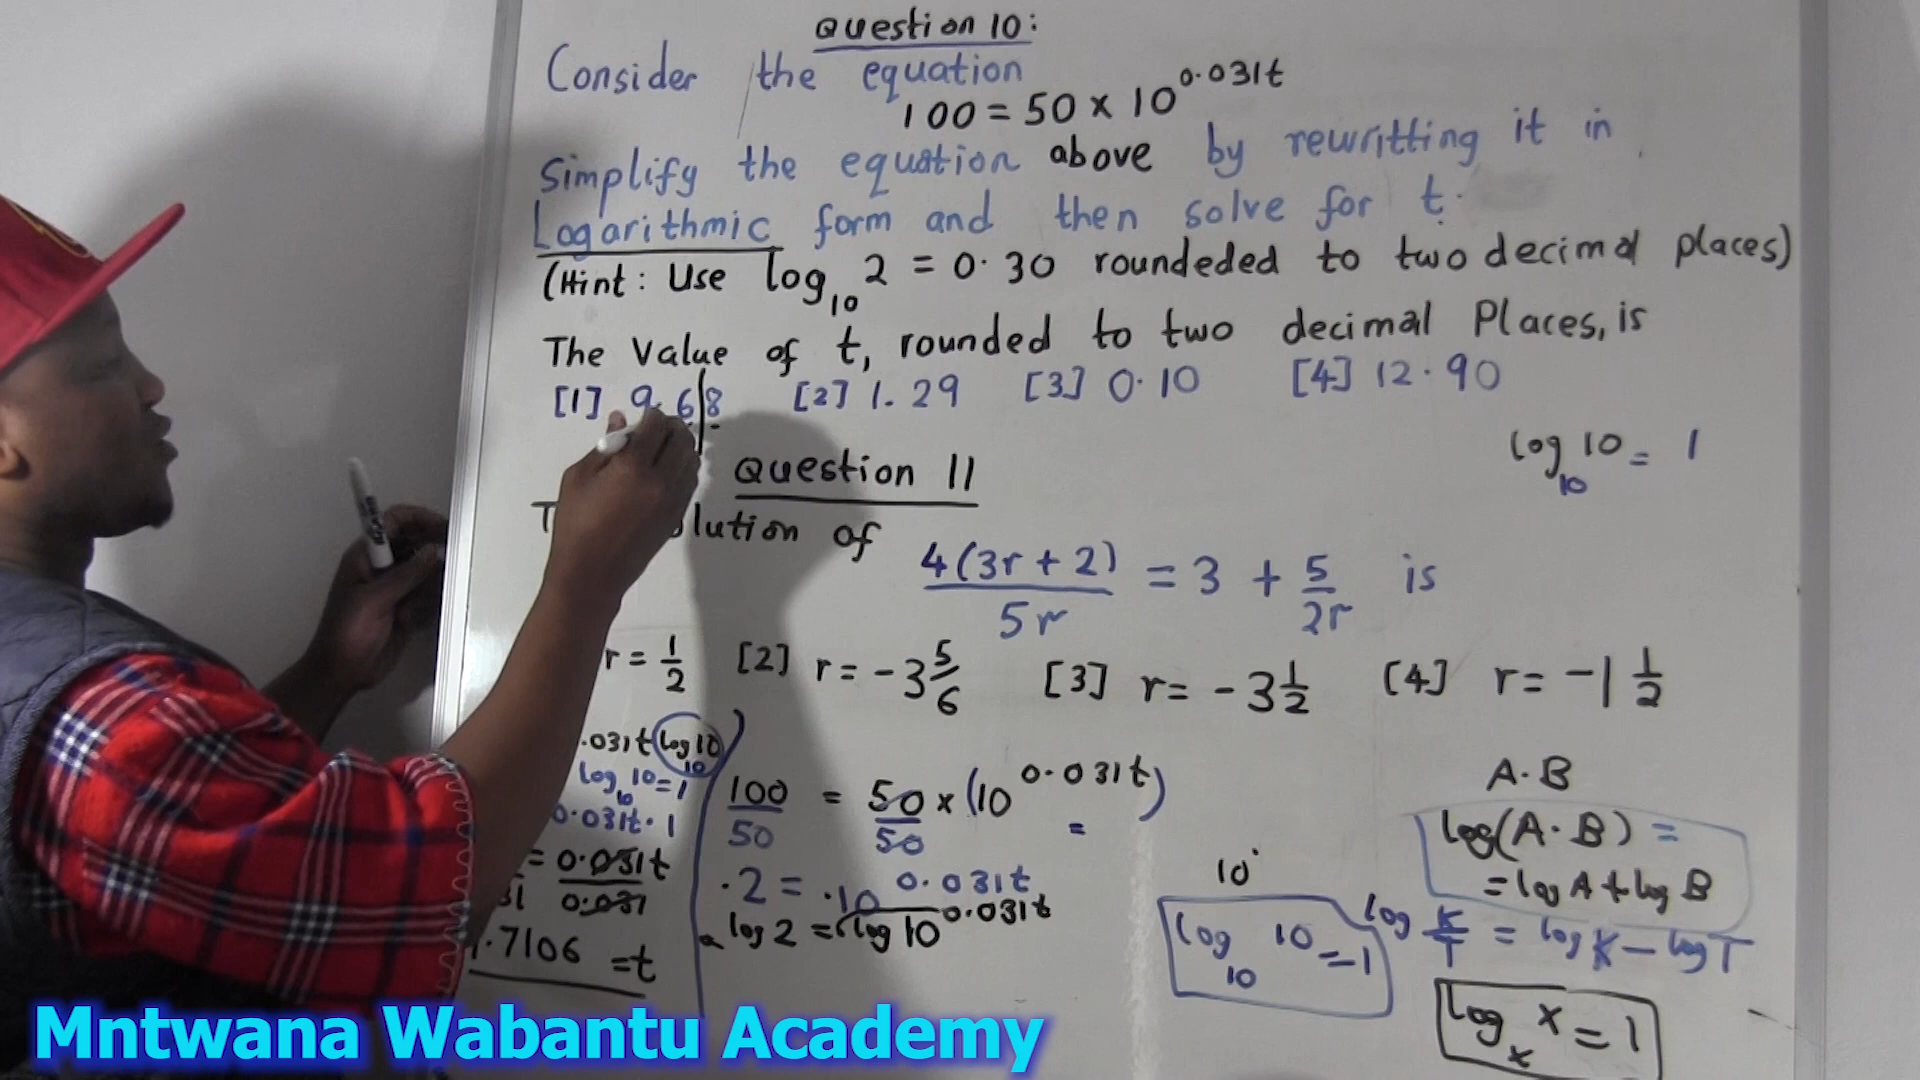 Question 10:
Consider the equation
100 = 50 × 10^0.031t
Simplify the equation above by rewritting it in
Logarithmic form and then solve for t.
(Hint: Use log₁₀ 2 = 0.30 roundeded to two decimal places)
The Value of t, rounded to two decimal Places, is
[1] 9.68 [2] 1.29 [3] 0.10 [4] 12.90
log₁₀ 10 = 1
Question 11
lution of
4(3r + 2)/5r = 3 + 5/2r is
r = 1/2 [2] r = -3 5/6 [3] r = -3 1/2 [4] r = -1 1/2
.031t log₁₀ 10
log₁₀ 10 = 1
0.031t · 1
= 0.031t/0.031
.7106 = t
100/50 = 50/50 × (10^0.031t)
=
.2 = .10^0.031t
log 2 = log 10^0.031t
10
log₁₀ 10 = 1
A·B
log(A·B) =
= log A + log B
log K/T = log K - log T
logₓ x = 1
Mntwana Wabantu Academy